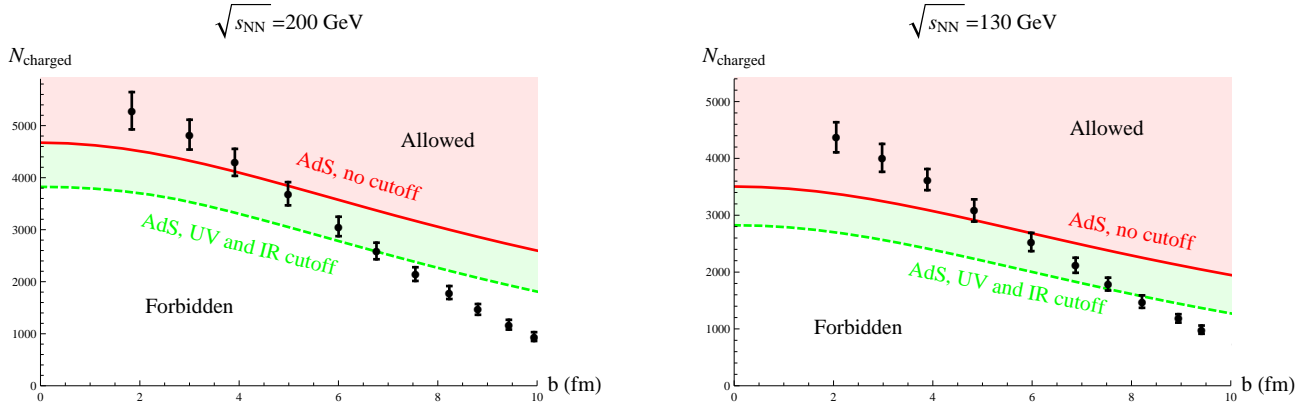 √s_NN =200 GeV
N_charged
5000
4000
3000
2000
1000
0
0 2 4 6 8 10
b (fm)
Allowed
AdS, no cutoff
AdS, UV and IR cutoff
Forbidden
√s_NN =130 GeV
N_charged
5000
4000
3000
2000
1000
0
0 2 4 6 8 10
b (fm)
Allowed
AdS, no cutoff
AdS, UV and IR cutoff
Forbidden